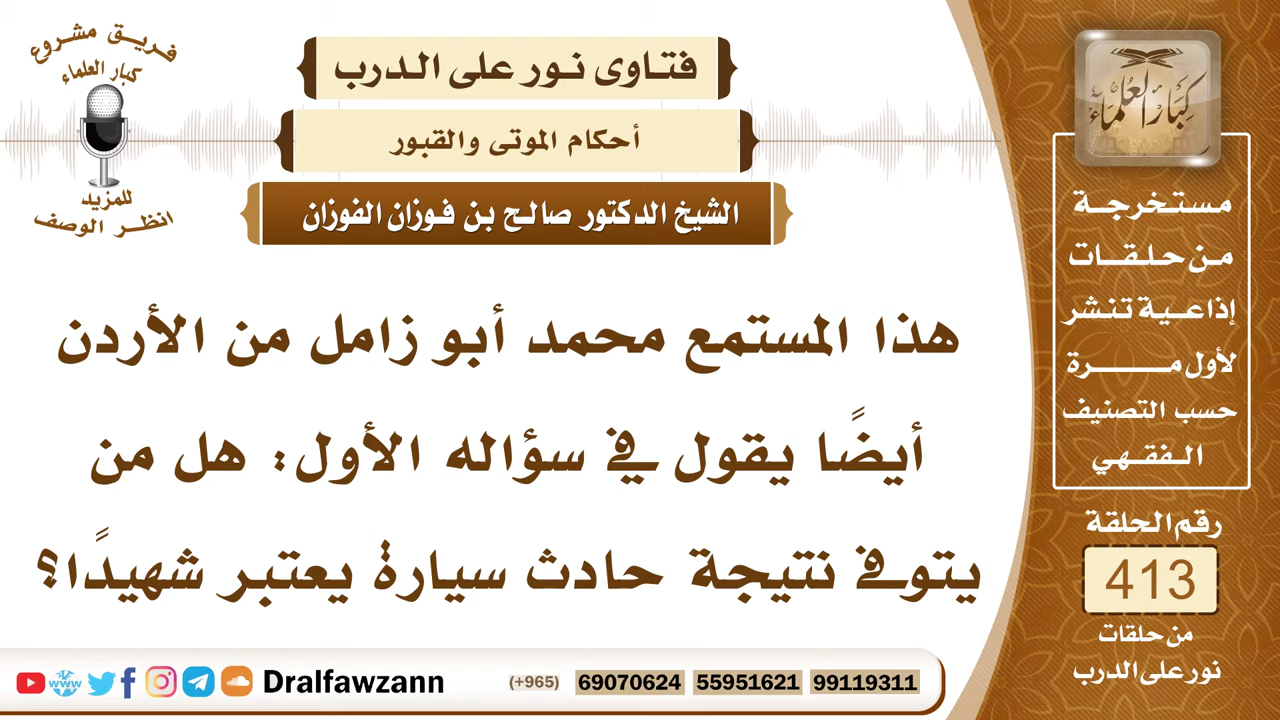 فريق مشروع
كبار العلماء
للمزيد
انظر الوصف
فتاوى نور على الدرب
أحكام الموتى والقبور
الشيخ الدكتور صالح بن فوزان الفوزان
هذا المستمع محمد أبو زامل من الأردن
أيضًا يقول في سؤاله الأول: هل من
يتوفى نتيجة حادث سيارة يعتبر شهيدًا؟
كبار العلماء
مستخرجة
من حلقات
إذاعية تنشر
لأول مرة
حسب التصنيف
الفقهي
رقم الحلقة
413
من حلقات
نور على الدرب
www Dralfawzann (+965) 69070624 55951621 99119311